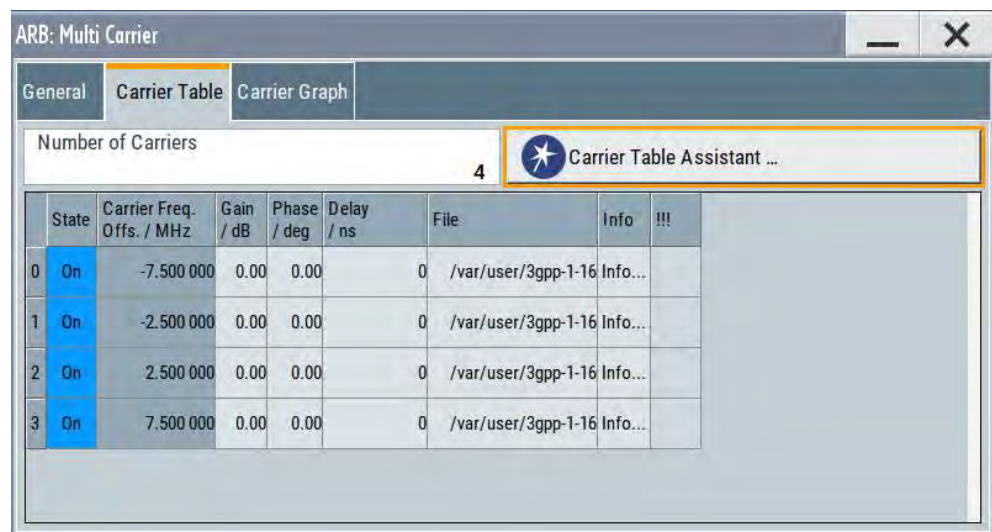 ARB: Multi Carrier
General Carrier Table Carrier Graph
Number of Carriers
4
Carrier Table Assistant ...
State Carrier Freq. Offs. / MHz Gain / dB Phase / deg Delay / ns File Info !!!
0 On -7.500 000 0.00 0.00 0 /var/user/3gpp-1-16 Info...
1 On -2.500 000 0.00 0.00 0 /var/user/3gpp-1-16 Info...
2 On 2.500 000 0.00 0.00 0 /var/user/3gpp-1-16 Info...
3 On 7.500 000 0.00 0.00 0 /var/user/3gpp-1-16 Info...